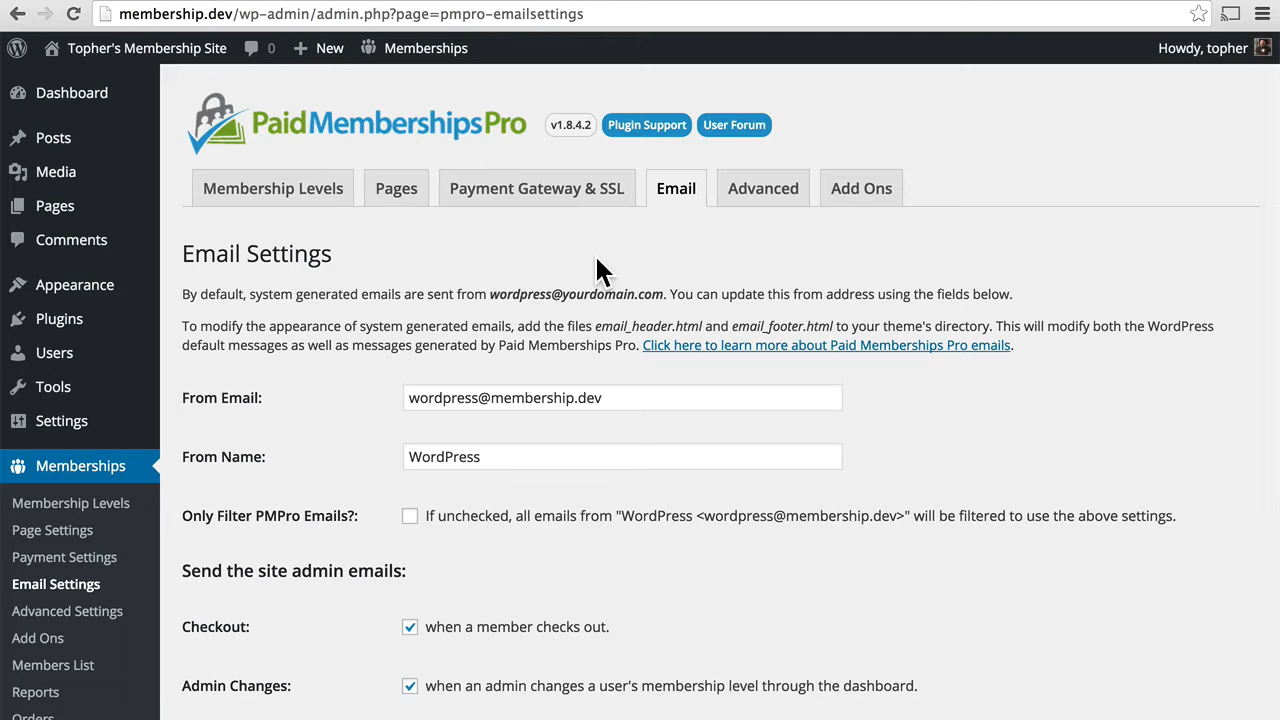 membership.dev/wp-admin/admin.php?page=pmpro-emailsettings
Topher's Membership Site 0 New Memberships Howdy, topher
Dashboard
Posts
Media
Pages
Comments
Appearance
Plugins
Users
Tools
Settings
Memberships
Membership Levels
Page Settings
Payment Settings
Email Settings
Advanced Settings
Add Ons
Members List
Reports
Orders
PaidMembershipsPro v1.8.4.2 Plugin Support User Forum
Membership Levels Pages Payment Gateway & SSL Email Advanced Add Ons
Email Settings
By default, system generated emails are sent from wordpress@yourdomain.com. You can update this from address using the fields below.
To modify the appearance of system generated emails, add the files email_header.html and email_footer.html to your theme's directory. This will modify both the WordPress
default messages as well as messages generated by Paid Memberships Pro. Click here to learn more about Paid Memberships Pro emails.
From Email: wordpress@membership.dev
From Name: WordPress
Only Filter PMPro Emails?: If unchecked, all emails from "WordPress <wordpress@membership.dev>" will be filtered to use the above settings.
Send the site admin emails:
Checkout: when a member checks out.
Admin Changes: when an admin changes a user's membership level through the dashboard.